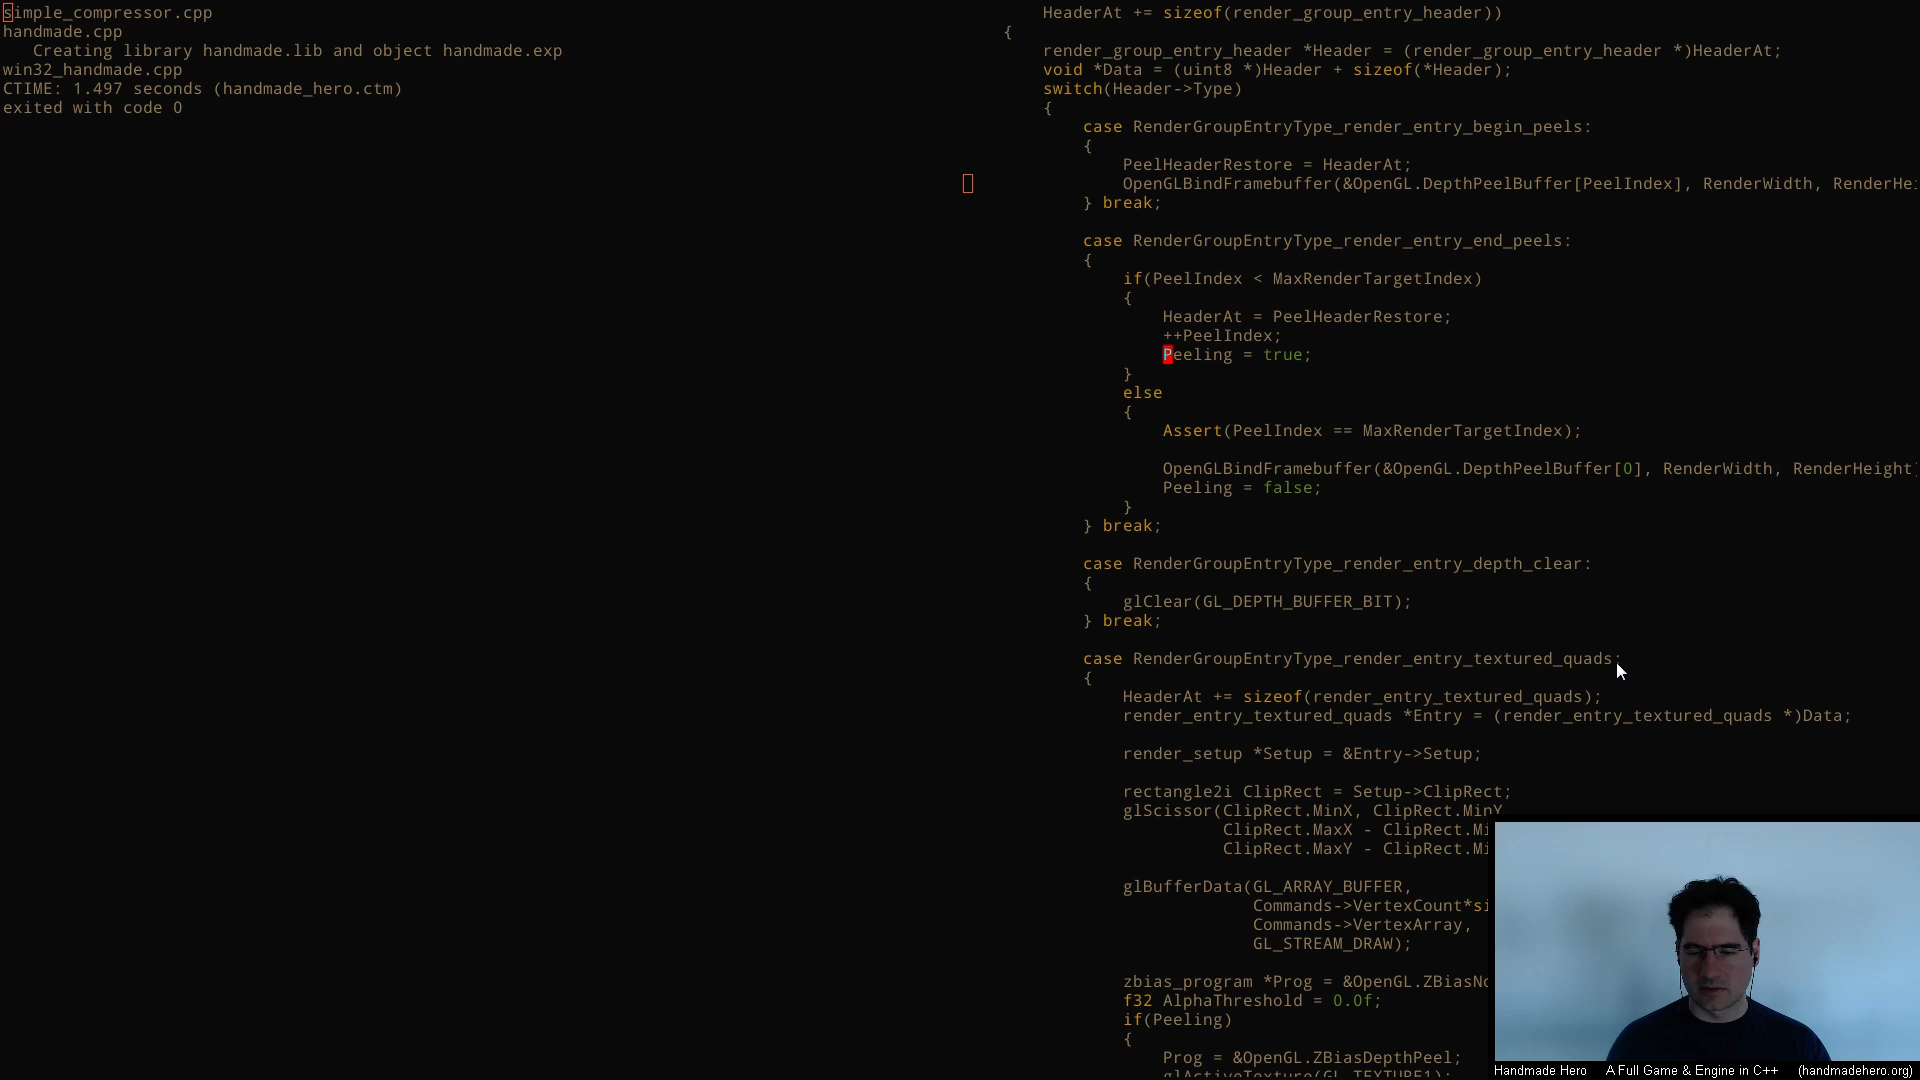 simple_compressor.cpp
handmade.cpp
Creating library handmade.lib and object handmade.exp
win32_handmade.cpp
CTIME: 1.497 seconds (handmade_hero.ctm)
exited with code 0
HeaderAt += sizeof(render_group_entry_header))
{
render_group_entry_header *Header = (render_group_entry_header *)HeaderAt;
void *Data = (uint8 *)Header + sizeof(*Header);
switch(Header->Type)
{
case RenderGroupEntryType_render_entry_begin_peels:
{
PeelHeaderRestore = HeaderAt;
OpenGLBindFramebuffer(&OpenGL.DepthPeelBuffer[PeelIndex], RenderWidth, RenderHe
} break;
case RenderGroupEntryType_render_entry_end_peels:
{
if(PeelIndex < MaxRenderTargetIndex)
{
HeaderAt = PeelHeaderRestore;
++PeelIndex;
Peeling = true;
}
else
{
Assert(PeelIndex == MaxRenderTargetIndex);
OpenGLBindFramebuffer(&OpenGL.DepthPeelBuffer[0], RenderWidth, RenderHeight
Peeling = false;
}
} break;
case RenderGroupEntryType_render_entry_depth_clear:
{
glClear(GL_DEPTH_BUFFER_BIT);
} break;
case RenderGroupEntryType_render_entry_textured_quads:
{
HeaderAt += sizeof(render_entry_textured_quads);
render_entry_textured_quads *Entry = (render_entry_textured_quads *)Data;
render_setup *Setup = &Entry->Setup;
rectangle2i ClipRect = Setup->ClipRect;
glScissor(ClipRect.MinX, ClipRect.MinY
ClipRect.MaxX - ClipRect.Mi
ClipRect.MaxY - ClipRect.Mi
glBufferData(GL_ARRAY_BUFFER,
Commands->VertexCount*si
Commands->VertexArray,
GL_STREAM_DRAW);
zbias_program *Prog = &OpenGL.ZBiasNo
f32 AlphaThreshold = 0.0f;
if(Peeling)
{
Prog = &OpenGL.ZBiasDepthPeel;
glActiveTexture(GL_TEXTURE1);
Handmade Hero A Full Game & Engine in C++ (handmadehero.org)